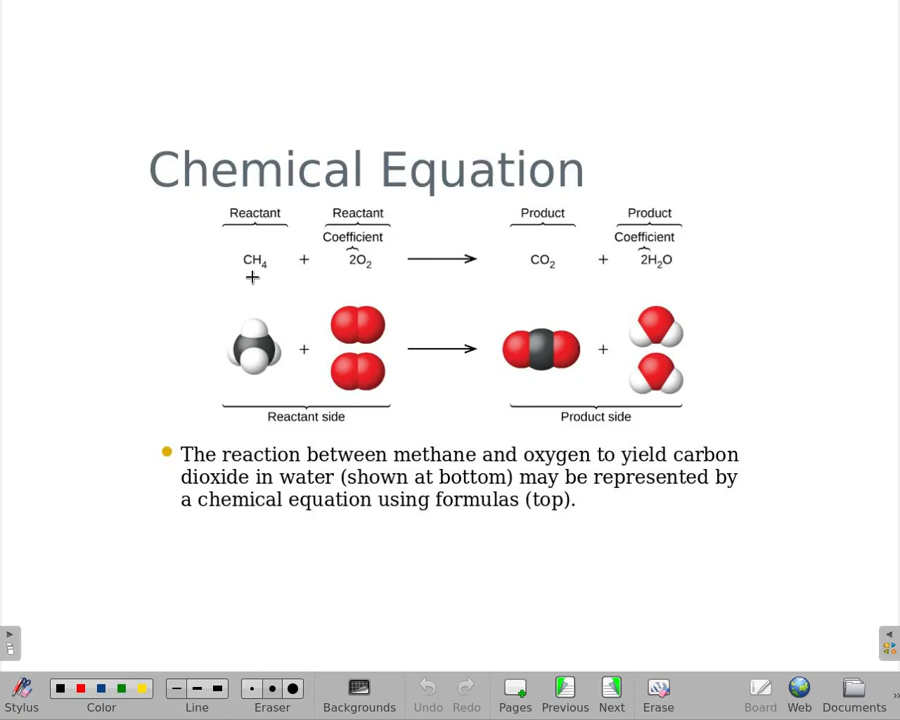 Chemical Equation
Reactant Reactant Product Product
Coefficient Coefficient
CH4 + 2O2 CO2 + 2H2O
+ +
Reactant side Product side
The reaction between methane and oxygen to yield carbon
dioxide in water (shown at bottom) may be represented by
a chemical equation using formulas (top).
Stylus Color Line Eraser Backgrounds Undo Redo Pages Previous Next Erase Board Web Documents